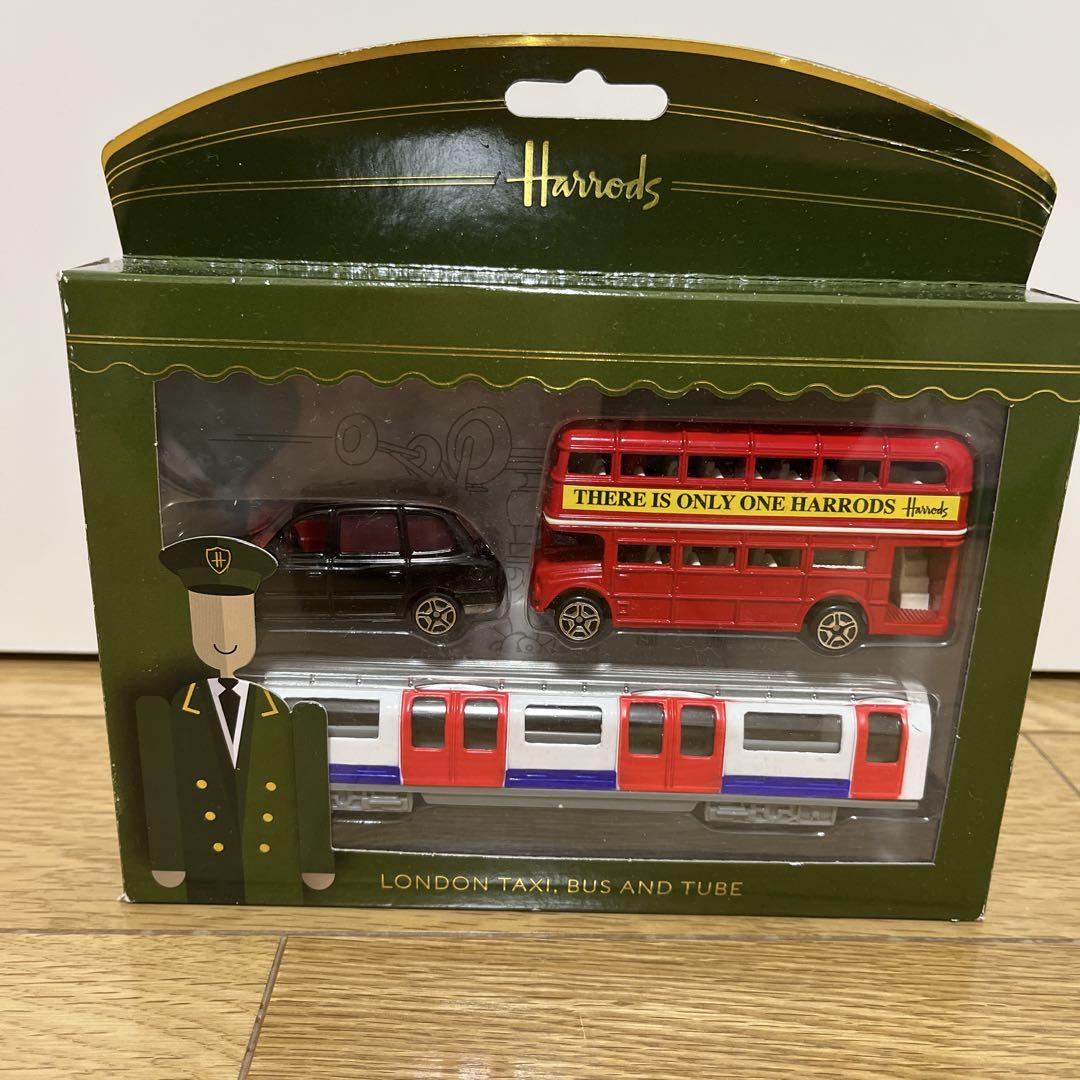 Harrods
THERE IS ONLY ONE HARRODS Harrods
H
LONDON TAXI, BUS AND TUBE